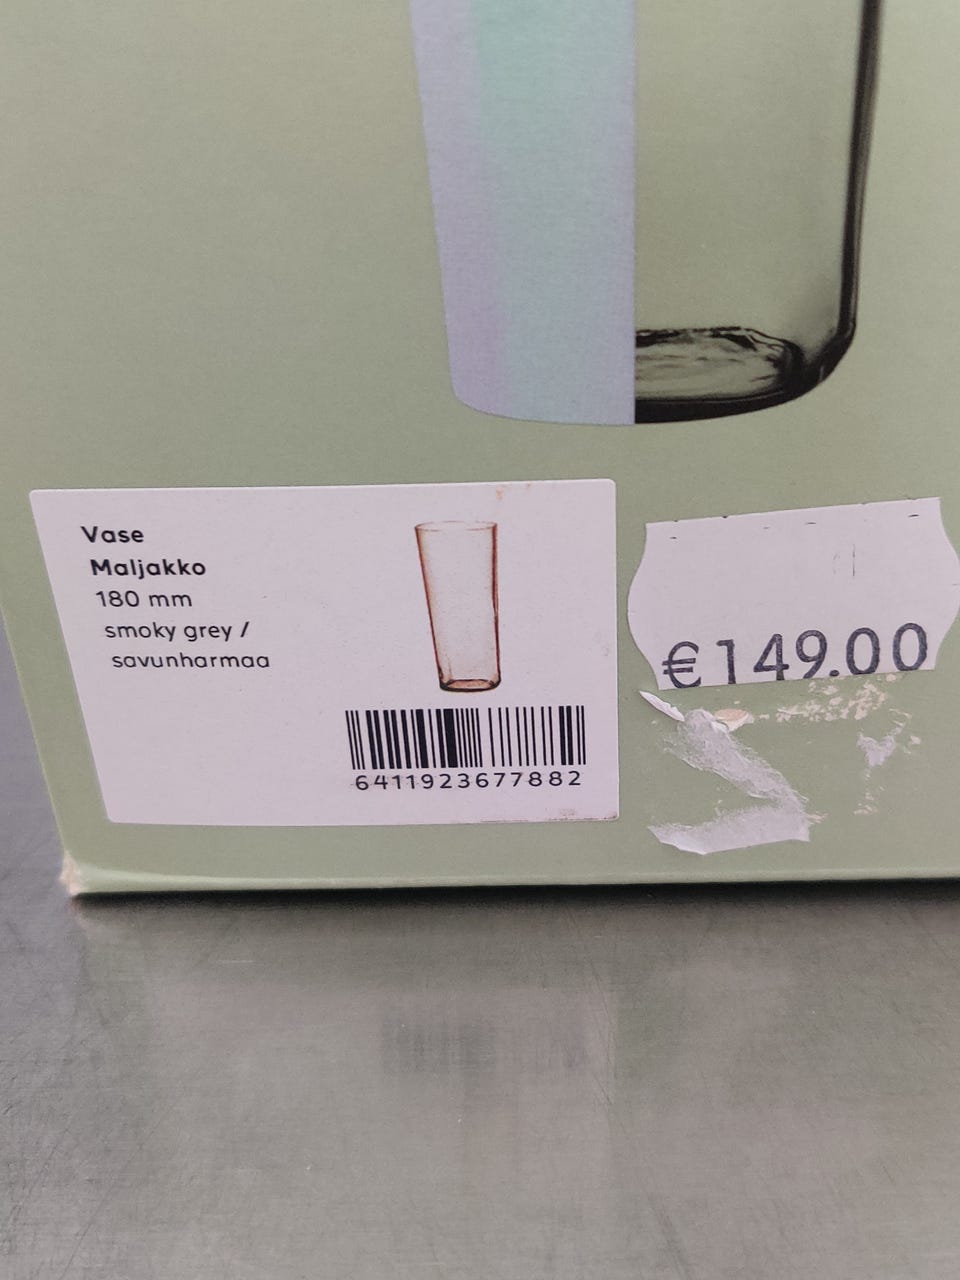 Vase
Maljakko
180 mm
smoky grey /
savunharmaa
6411923677882
€149.00